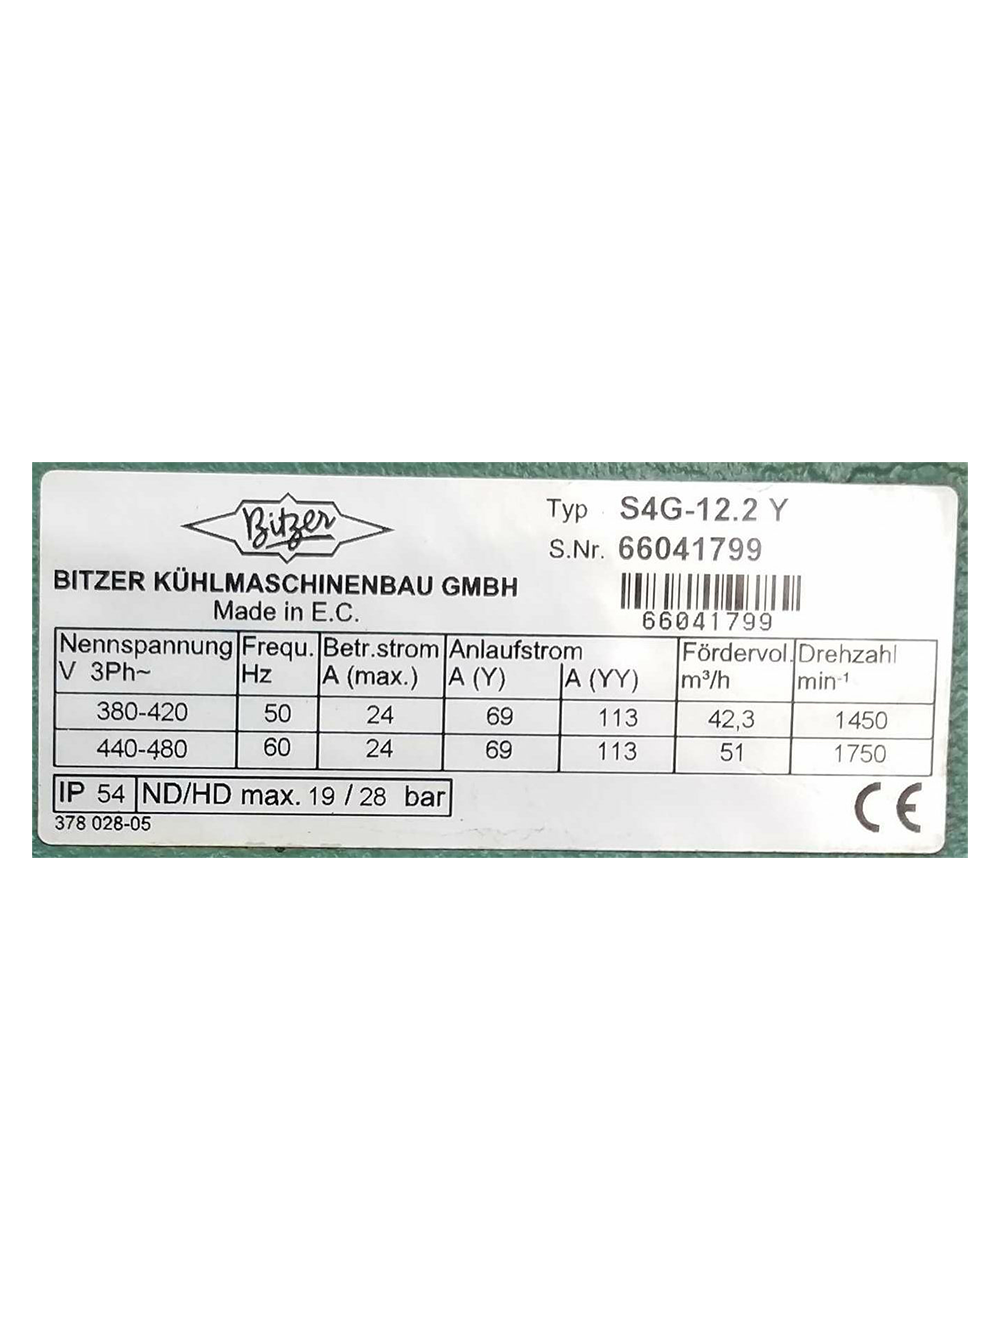 Bitzer
BITZER KÜHLMASCHINENBAU GMBH
Made in E.C.
Typ S4G-12.2 Y
S.Nr. 66041799
66041799
Nennspannung Frequ. Betr.strom Anlaufstrom Fördervol. Drehzahl
V 3Ph~ Hz A (max.) A (Y) A (YY) m³/h min⁻¹
380-420 50 24 69 113 42,3 1450
440-480 60 24 69 113 51 1750
IP 54 ND/HD max. 19 / 28 bar
378 028-05
CE